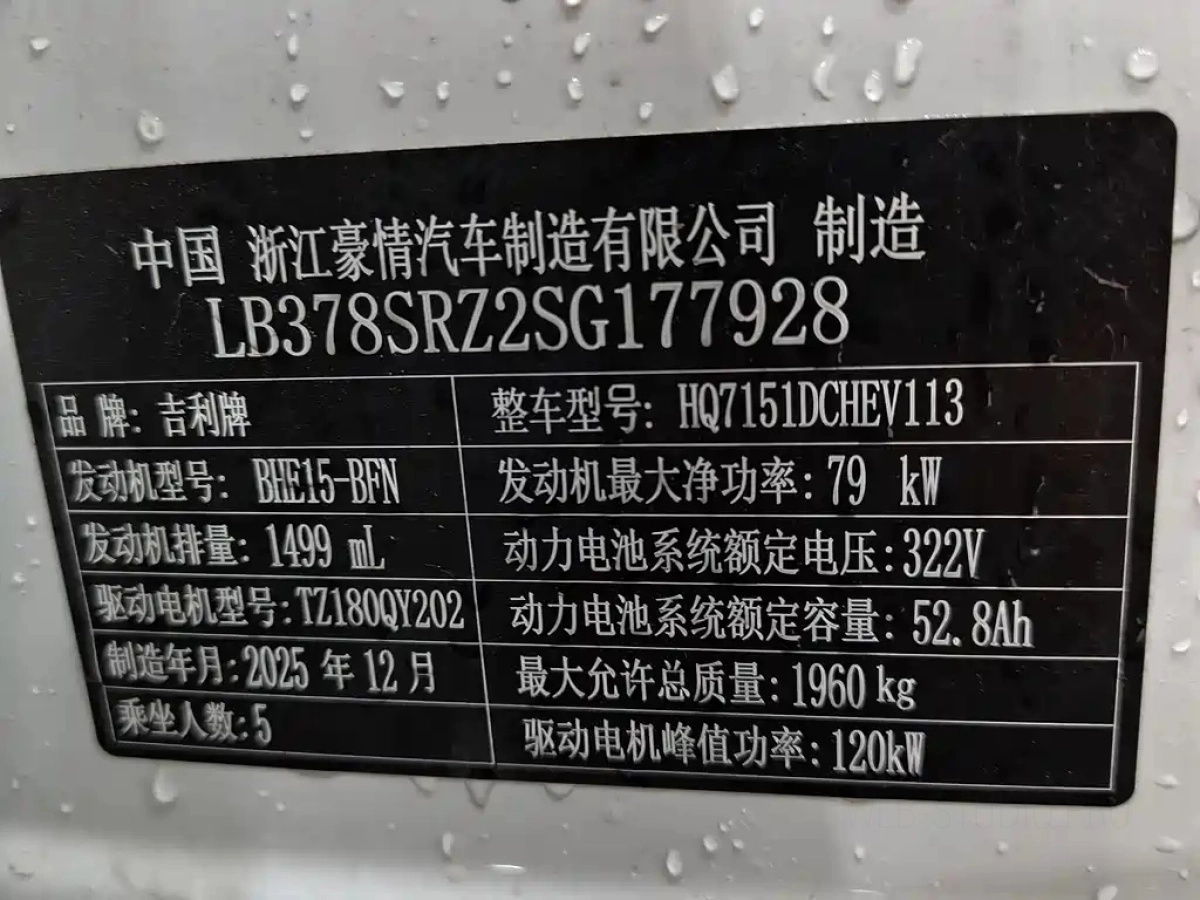 中国 浙江豪情汽车制造有限公司 制造
LB378SRZ2SG177928
品 牌: 吉利牌 整车型号: HQ7151DCHEV113
发动机型号: BHE15-BFN 发动机最大净功率: 79 kW
发动机排量: 1499 mL 动力电池系统额定电压: 322V
驱动电机型号: TZ180QY202 动力电池系统额定容量: 52.8Ah
制造年月: 2025 年 12 月 最大允许总质量: 1960 kg
乘坐人数: 5 驱动电机峰值功率: 120kW